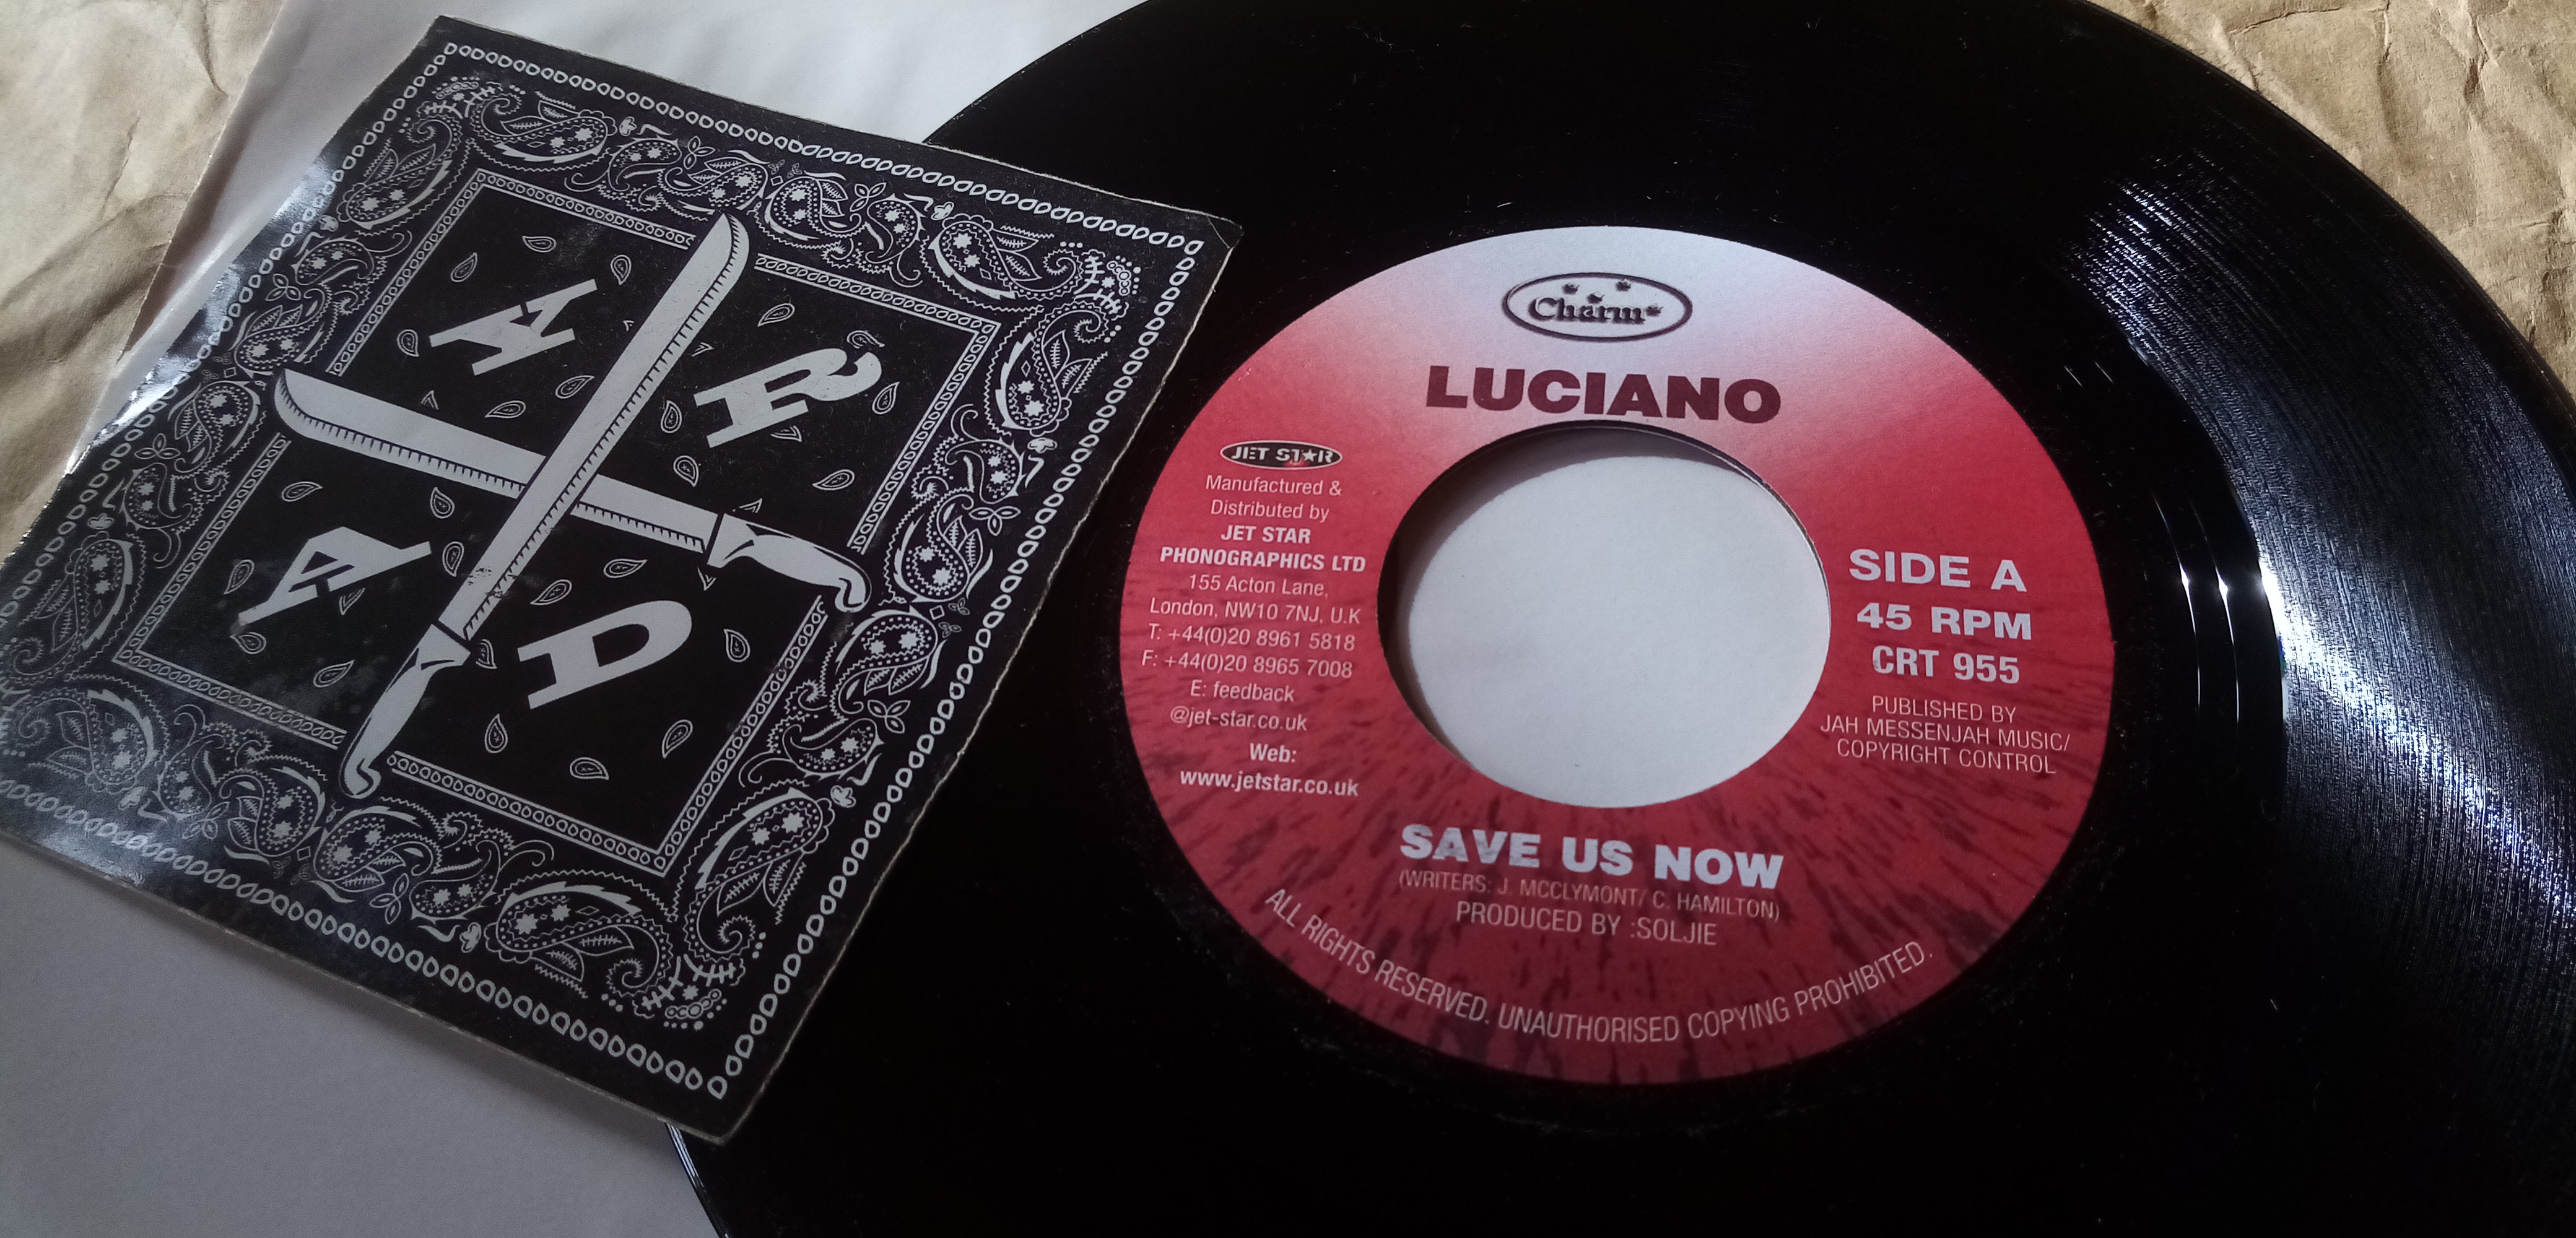 A R
A D
Charm
LUCIANO
JET STAR
Manufactured &
Distributed by
JET STAR
PHONOGRAPHICS LTD
155 Acton Lane,
London, NW10 7NJ, U.K
T: +44(0)20 8961 5818
F: +44(0)20 8965 7008
E: feedback
@jet-star.co.uk
Web:
www.jetstar.co.uk
SIDE A
45 RPM
CRT 955
PUBLISHED BY
JAH MESSENJAH MUSIC/
COPYRIGHT CONTROL
SAVE US NOW
(WRITERS: J. MCCLYMONT/ C. HAMILTON)
PRODUCED BY :SOLJIE
ALL RIGHTS RESERVED. UNAUTHORISED COPYING PROHIBITED.